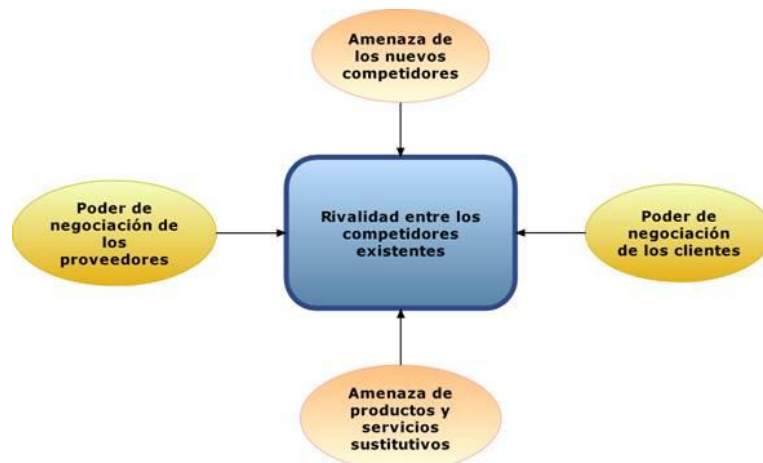 Amenaza de
los nuevos
competidores
Poder de
negociación de
los
proveedores
Rivalidad entre los
competidores
existentes
Poder de
negociación
de los clientes
Amenaza de
productos y
servicios
sustitutivos